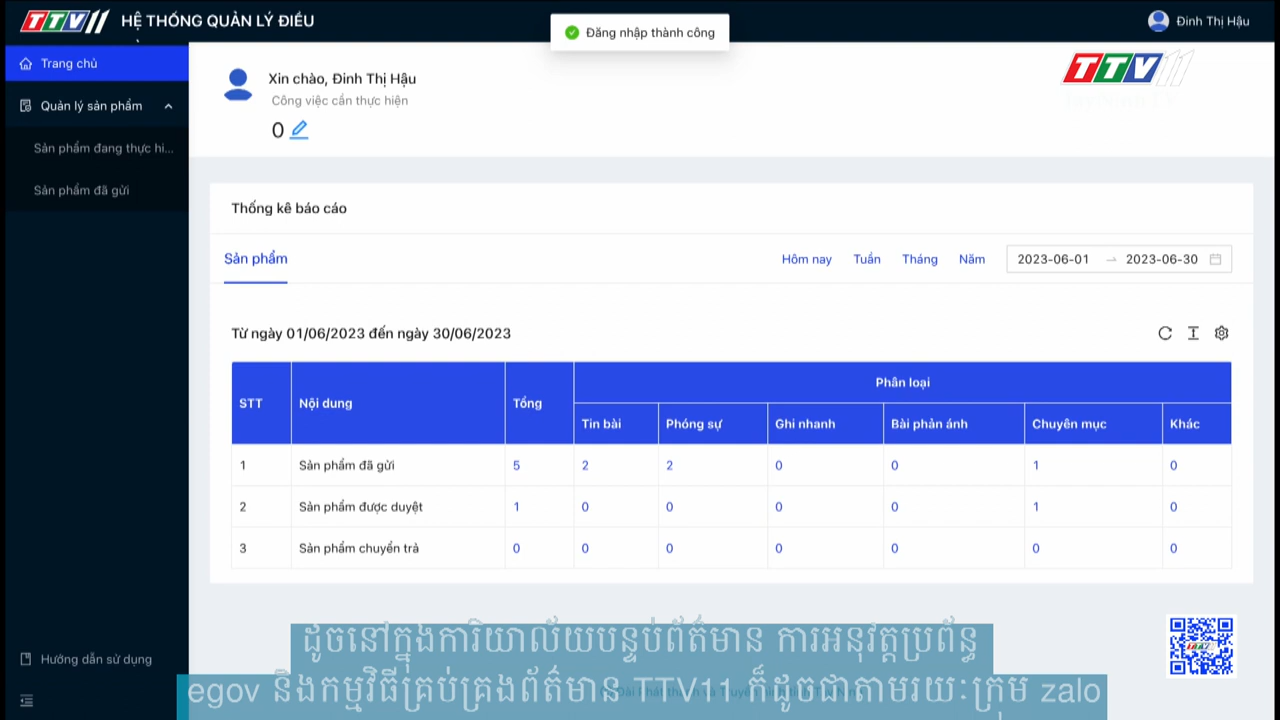 TTV11 HỆ THỐNG QUẢN LÝ ĐIỀU
Đăng nhập thành công
Đinh Thị Hậu
Trang chủ
Quản lý sản phẩm
Sản phẩm đang thực hi...
Sản phẩm đã gửi
Xin chào, Đinh Thị Hậu
Công việc cần thực hiện
0
TTV11
Thống kê báo cáo
Sản phẩm
Hôm nay Tuần Tháng Năm 2023-06-01 → 2023-06-30
Từ ngày 01/06/2023 đến ngày 30/06/2023
STT Nội dung Tổng Phân loại
Tin bài Phóng sự Ghi nhanh Bài phản ánh Chuyên mục Khác
1 Sản phẩm đã gửi 5 2 2 0 0 1 0
2 Sản phẩm được duyệt 1 0 0 0 0 1 0
3 Sản phẩm chuyển trả 0 0 0 0 0 0 0
Hướng dẫn sử dụng
ដូចនៅក្នុងការិយាល័យបន្ទប់ព័ត៌មាន ការអនុវត្តប្រព័ន្ធ
egov និងកម្មវិធីគ្រប់គ្រងព័ត៌មាន TTV11 ក៏ដូចជាតាមរយៈក្រុម zalo